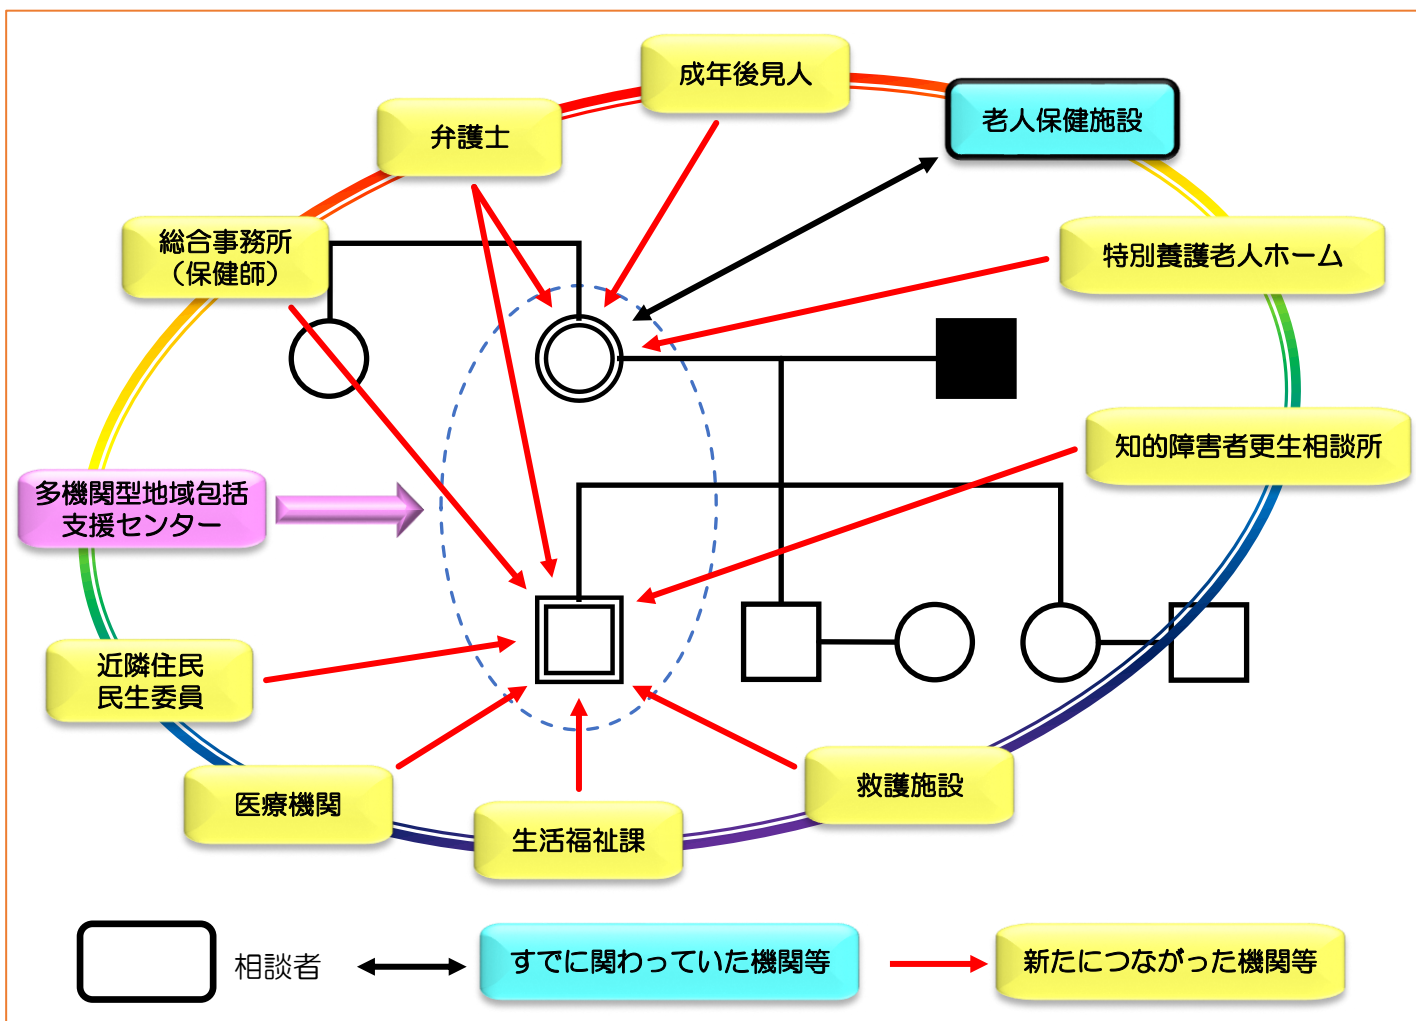 成年後見人
弁護士
老人保健施設
総合事務所
（保健師）
特別養護老人ホーム
知的障害者更生相談所
多機関型地域包括
支援センター
近隣住民
民生委員
医療機関
生活福祉課
救護施設
相談者
すでに関わっていた機関等
新たにつながった機関等